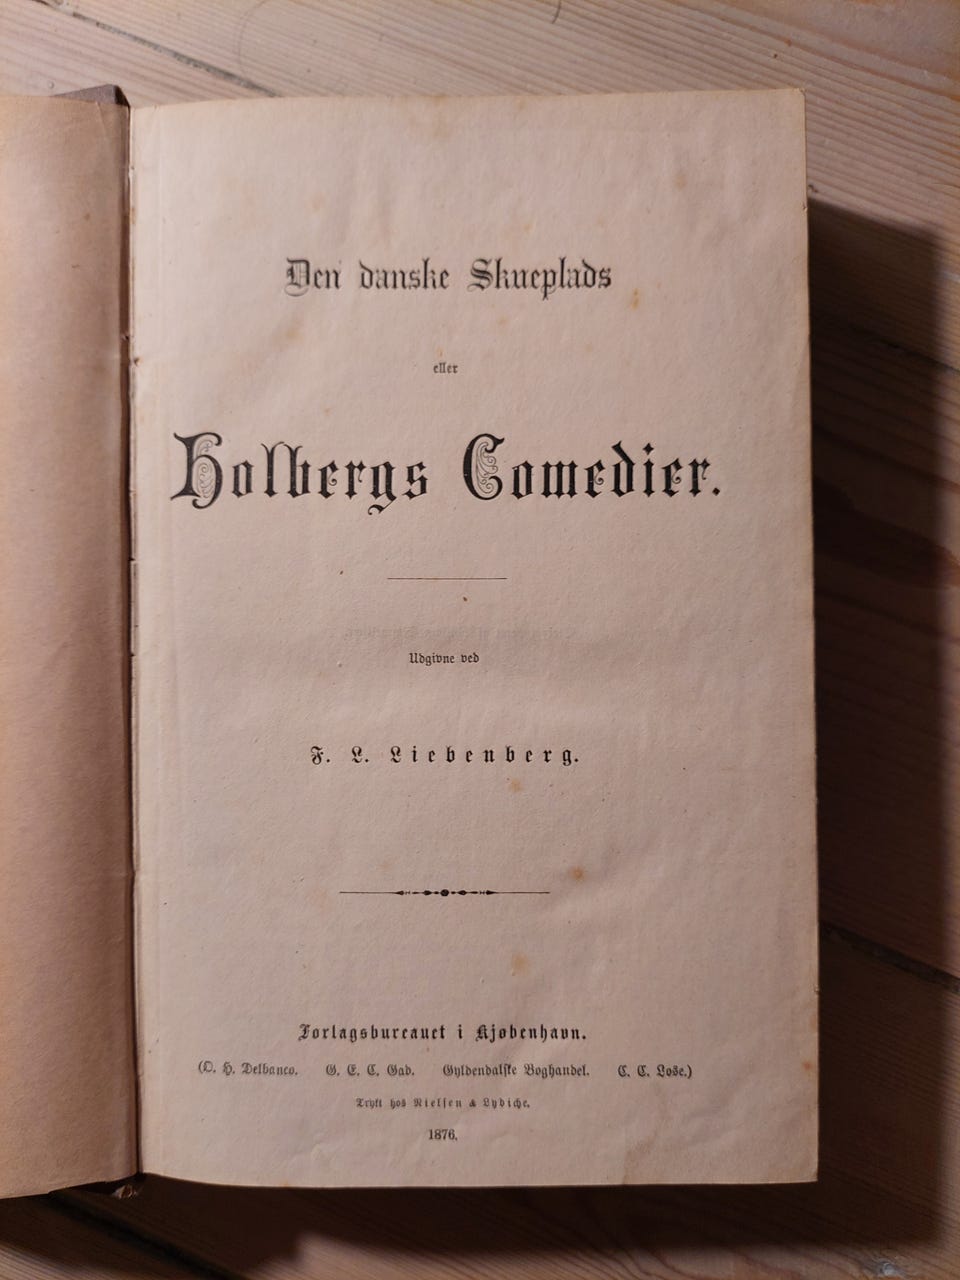 Den danske Skueplads
eller
Holbergs Comedier.
Udgivne ved
F. L. Liebenberg.
Forlagsbureauet i Kjøbenhavn.
(O. H. Delbanco. G. E. C. Gad. Gyldendalske Boghandel. C. C. Lose.)
Trykt hos Nielsen & Lydiche.
1876.